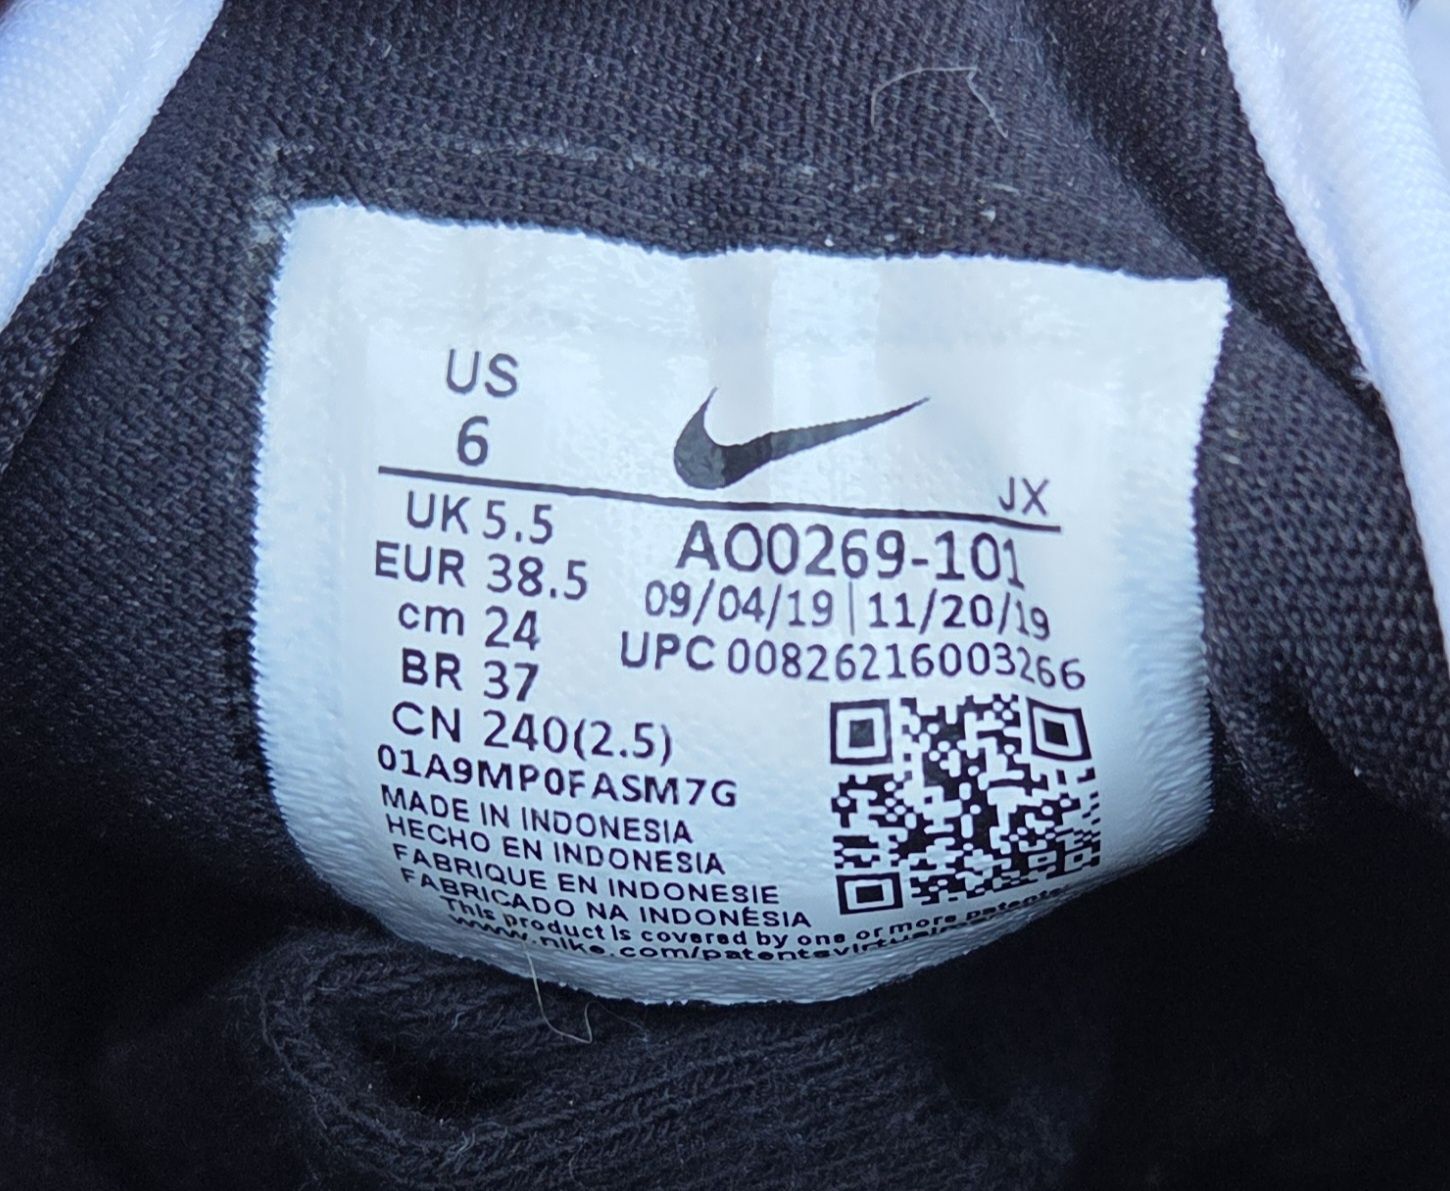 US
6
JX
UK 5.5
EUR 38.5
cm 24
BR 37
CN 240(2.5)
AO0269-101
09/04/19 | 11/20/19
UPC 00826216003266
01A9MP0FASM7G
MADE IN INDONESIA
HECHO EN INDONESIA
FABRIQUE EN INDONESIE
FABRICADO NA INDONÉSIA
This product is covered by one or more patents
www.nike.com/patents